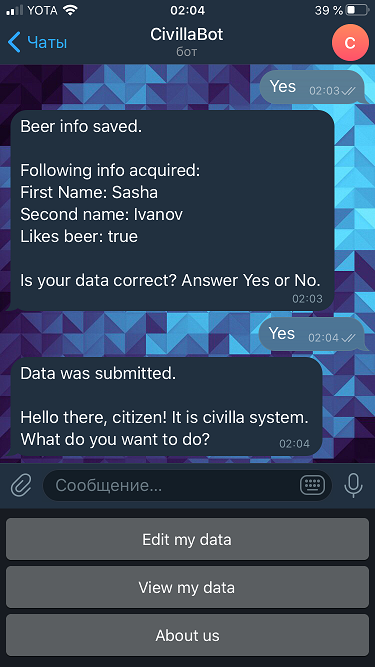 YOTA 02:04 39 %
Чаты CivillaBot
бот
C
Yes 02:03
Beer info saved.
Following info acquired:
First Name: Sasha
Second name: Ivanov
Likes beer: true
Is your data correct? Answer Yes or No.
02:03
Yes 02:04
Data was submitted.
Hello there, citizen! It is civilla system.
What do you want to do? 02:04
Сообщение...
Edit my data
View my data
About us